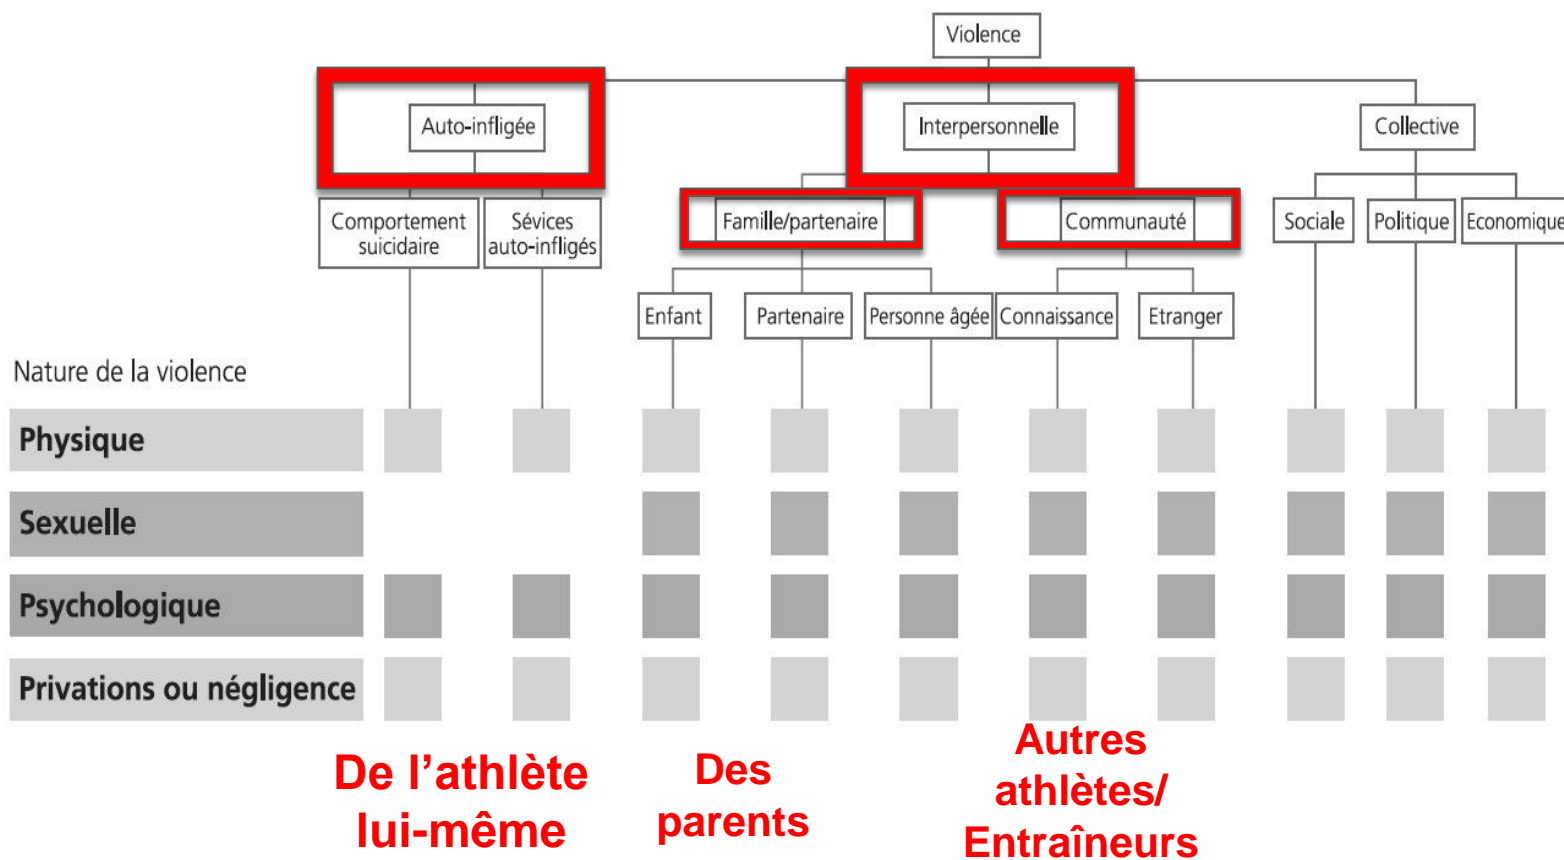 Violence
Auto-infligée
Interpersonnelle
Collective
Comportement
suicidaire
Sévices
auto-infligés
Famille/partenaire
Communauté
Sociale
Politique
Economique
Enfant
Partenaire
Personne âgée
Connaissance
Etranger
Nature de la violence
Physique
Sexuelle
Psychologique
Privations ou négligence
De l’athlète
lui-même
Des
parents
Autres
athlètes/
Entraîneurs